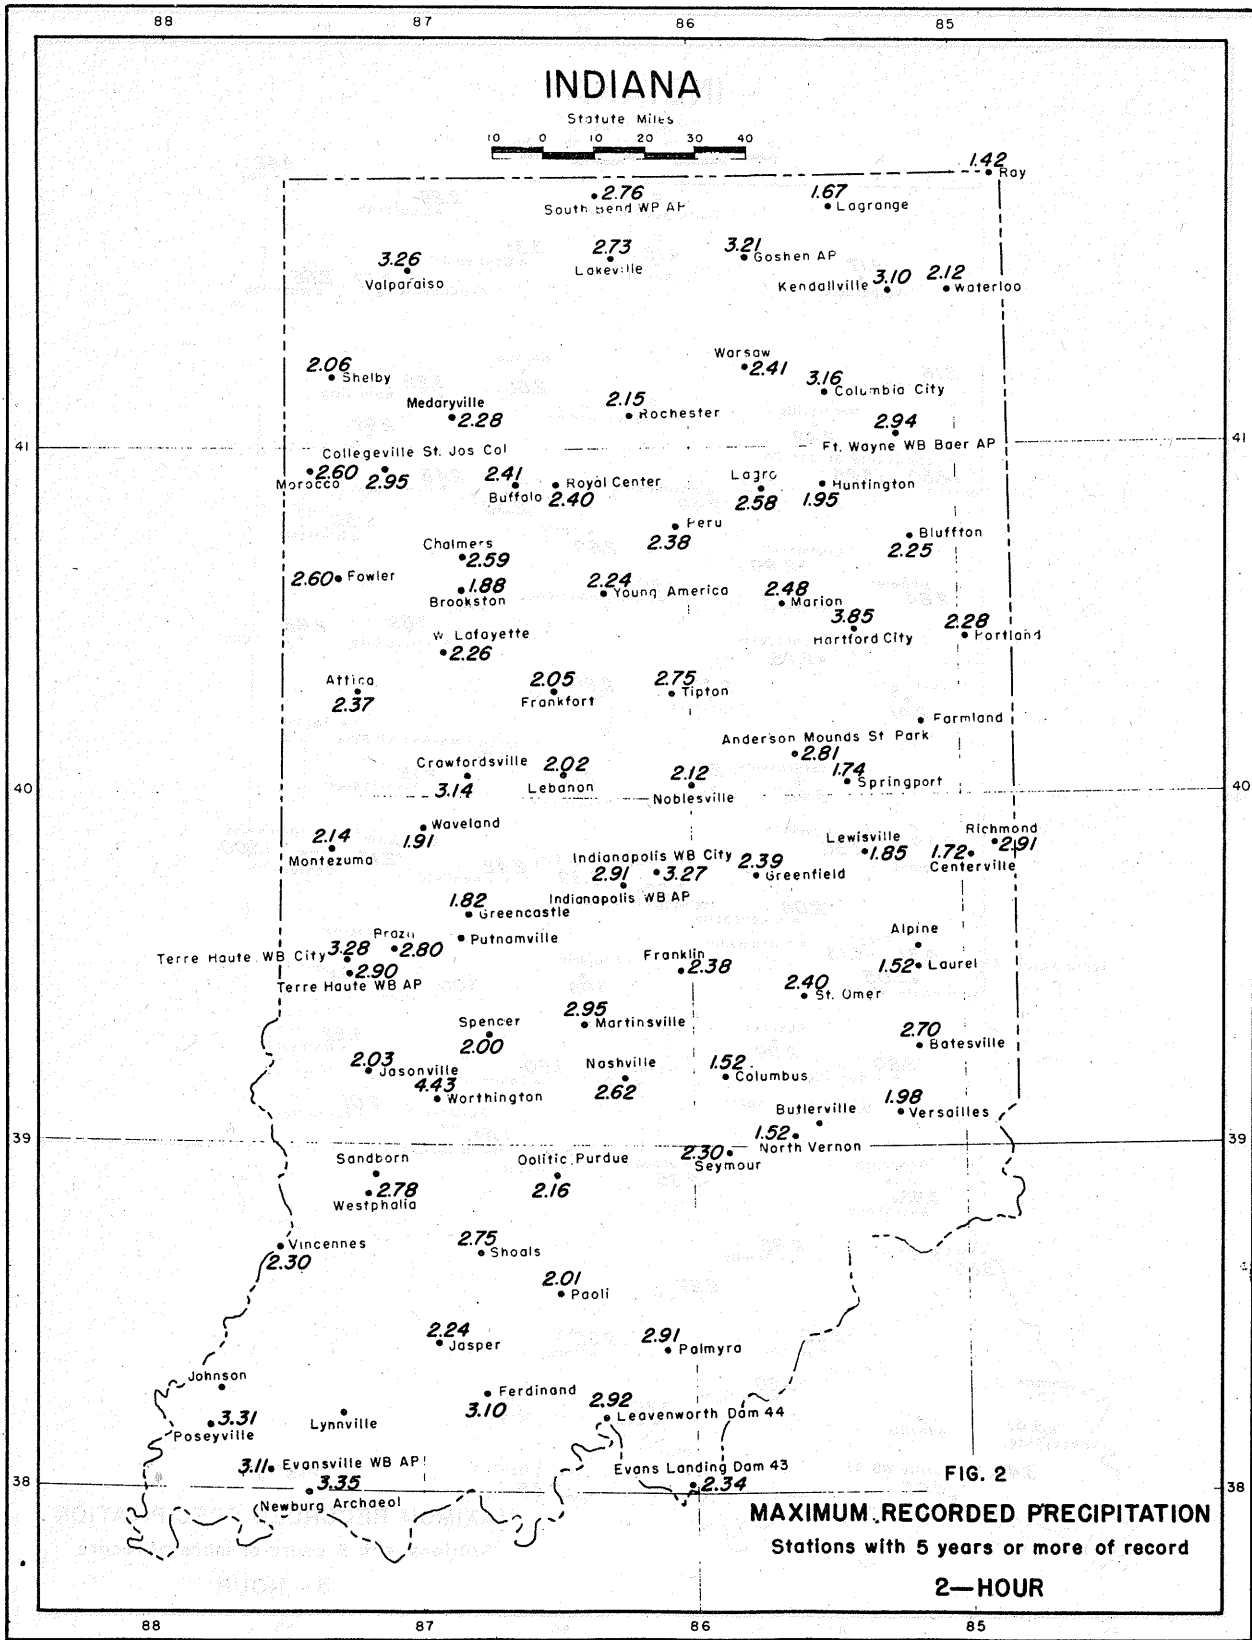 88 87 86 85
INDIANA
Statute Miles
10 0 10 20 30 40
1.42
Ray
2.76
South Bend WP AP
1.67
Lagrange
3.26
Valparaiso
2.73
Lakeville
3.21
Goshen AP
Kendallville 3.10
2.12
Waterloo
2.06
Shelby
Warsaw
2.41
3.16
Columbia City
Medaryville
2.28
2.15
Rochester
2.94
Ft. Wayne WB Baer AP
41 41
Collegeville St. Jos Col
2.95
2.60
Morocco
2.41
Buffalo
Royal Center
2.40
Lagro
2.58
Huntington
1.95
Peru
2.38
Bluffton
2.25
Chalmers
2.59
2.60 Fowler
1.88
Brookston
2.24
Young America
2.48
Marion
3.85
Hartford City
2.28
Portland
W Lafayette
2.26
Attica
2.37
2.05
Frankfort
2.75
Tipton
Farmland
Anderson Mounds St Park
2.81
1.74
Springport
Crawfordsville
3.14
2.02
Lebanon
2.12
Noblesville
40 40
Waveland
1.91
2.14
Montezuma
Lewisville
1.85
Richmond
2.91
1.72
Centerville
Indianapolis WB City
3.27
2.91
Indianapolis WB AP
2.39
Greenfield
1.82
Greencastle
Putnamville
Brazil
2.80
Terre Haute WB City 3.28
2.90
Terre Haute WB AP
Franklin
2.38
Alpine
1.52 Laurel
2.40
St. Omer
2.95
Martinsville
Spencer
2.00
2.70
Batesville
2.03
Jasonville
Nashville
2.62
1.52
Columbus
4.43
Worthington
1.98
Versailles
Butlerville
1.52
North Vernon
39 39
2.30
Seymour
Sandborn
2.78
Westphalia
Oolitic Purdue
2.16
Vincennes
2.30
2.75
Shoals
2.01
Paoli
2.24
Jasper
2.91
Palmyra
Johnson
Ferdinand
3.10
2.92
Leavenworth Dam 44
3.31
Poseyville
Lynnville
3.11 Evansville WB AP
3.35
Newburg Archaeol
Evans Landing Dam 43
2.34
38 38
FIG. 2
MAXIMUM RECORDED PRECIPITATION
Stations with 5 years or more of record
2-HOUR
88 87 86 85